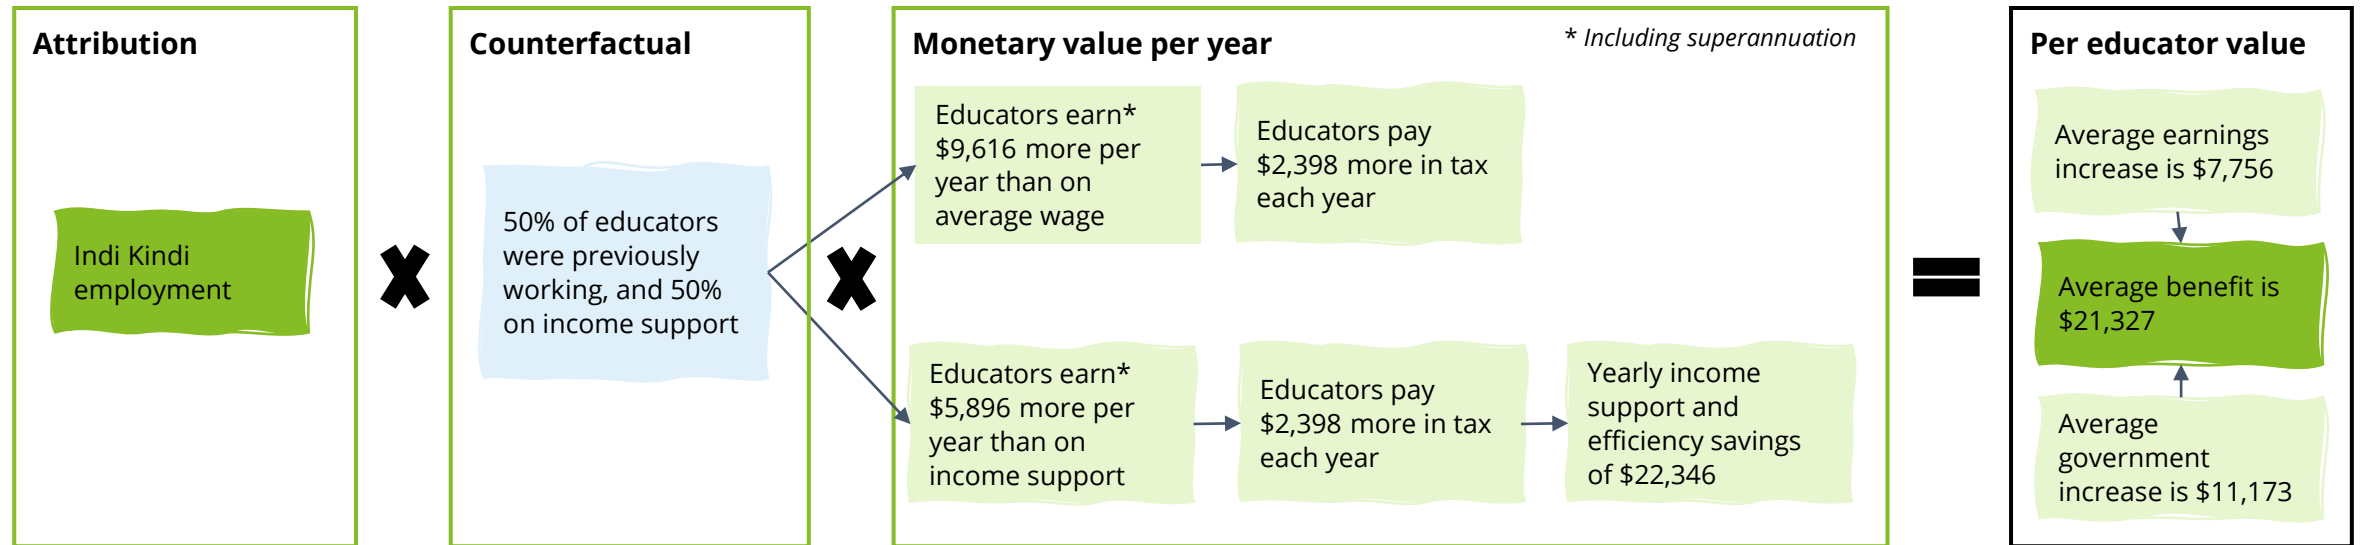 Attribution
Indi Kindi
employment
Counterfactual
50% of educators
were previously
working, and 50%
on income support
Monetary value per year
* Including superannuation
Educators earn*
$9,616 more per
year than on
average wage
Educators pay
$2,398 more in tax
each year
Educators earn*
$5,896 more per
year than on
income support
Educators pay
$2,398 more in tax
each year
Yearly income
support and
efficiency savings
of $22,346
Per educator value
Average earnings
increase is $7,756
Average benefit is
$21,327
Average
government
increase is $11,173